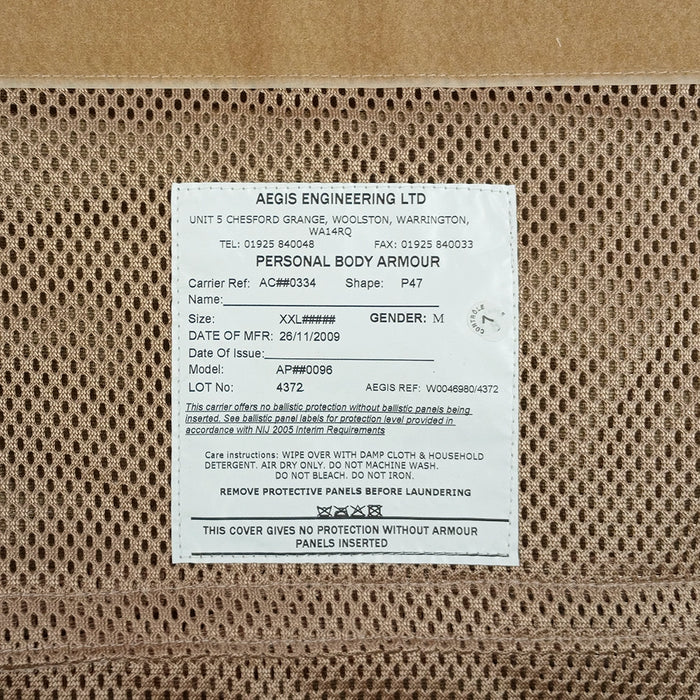 AEGIS ENGINEERING LTD
UNIT 5 CHESFORD GRANGE, WOOLSTON, WARRINGTON,
WA14RQ
TEL: 01925 840048 FAX: 01925 840033
PERSONAL BODY ARMOUR
Carrier Ref: AC##0334 Shape: P47
Name:
Size: XXL##### GENDER: M
CONTRÔLE 7
DATE OF MFR: 26/11/2009
Date Of Issue:
Model: AP##0096
LOT No: 4372 AEGIS REF: W0046980/4372
This carrier offers no ballistic protection without ballistic panels being
inserted. See ballistic panel labels for protection level provided in
accordance with NIJ 2005 Interim Requirements
Care instructions: WIPE OVER WITH DAMP CLOTH & HOUSEHOLD
DETERGENT. AIR DRY ONLY. DO NOT MACHINE WASH.
DO NOT BLEACH. DO NOT IRON.
REMOVE PROTECTIVE PANELS BEFORE LAUNDERING
THIS COVER GIVES NO PROTECTION WITHOUT ARMOUR
PANELS INSERTED